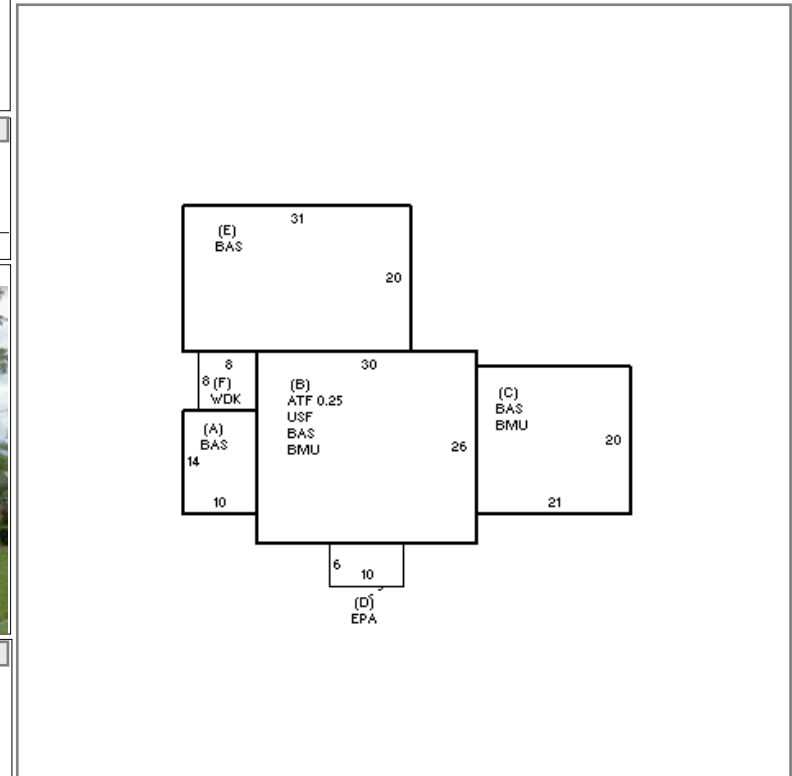 31
(E)
BAS
20
8
8 (F)
WDK
30
(B)
ATF 0.25
USF
BAS
BMU
26
(C)
BAS
BMU
20
21
(A)
BAS
14
10
6
10
(D)
EPA